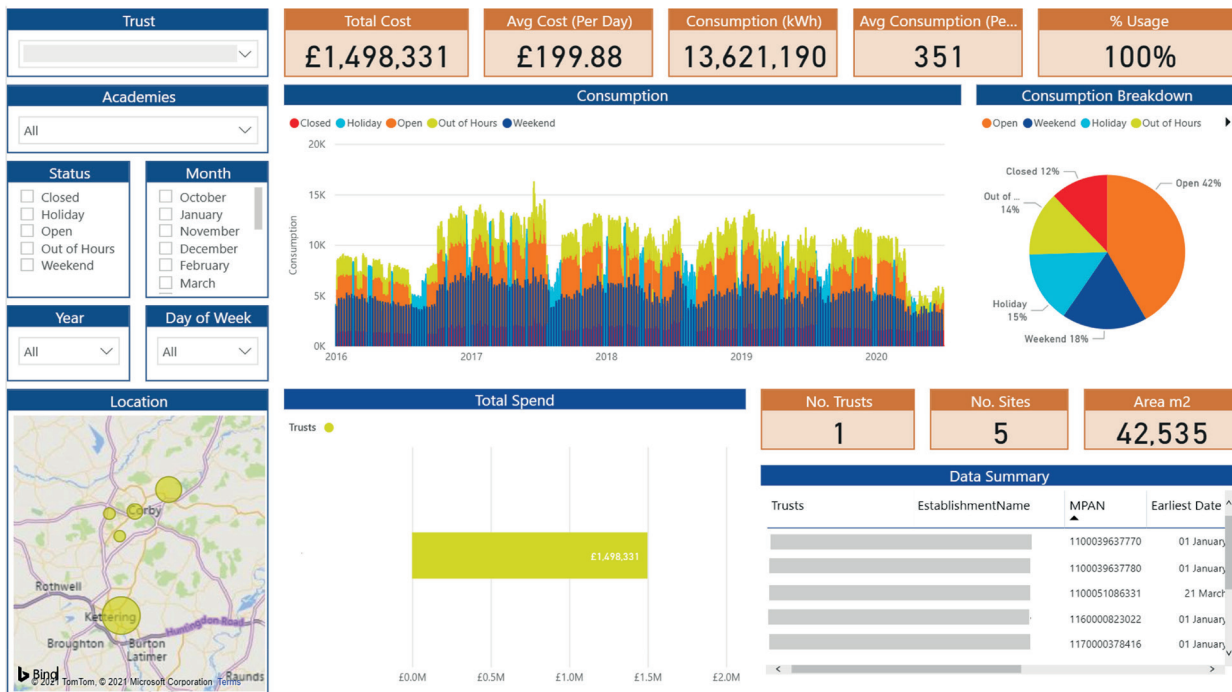 Trust
Total Cost
£1,498,331
Avg Cost (Per Day)
£199.88
Consumption (kWh)
13,621,190
Avg Consumption (Pe...
351
% Usage
100%
Academies
All
Status
Closed
Holiday
Open
Out of Hours
Weekend
Month
October
January
November
December
February
March
Year
All
Day of Week
All
Consumption
Closed Holiday Open Out of Hours Weekend
20K
15K
10K
5K
0K
Consumption
2016 2017 2018 2019 2020
Consumption Breakdown
Open Weekend Holiday Out of Hours
Closed 12%
Open 42%
Out of ...
14%
Holiday
15%
Weekend 18%
Location
Corby
Rothwell
Kettering
Huntingdon Road
Broughton
Burton
Latimer
Raunds
Bing
© 2021 TomTom, © 2021 Microsoft Corporation Terms
Total Spend
Trusts
£1,498,331
£0.0M £0.5M £1.0M £1.5M £2.0M
No. Trusts
1
No. Sites
5
Area m2
42,535
Data Summary
Trusts EstablishmentName MPAN Earliest Date
1100039637770 01 January
1100039637780 01 January
1100051086331 21 March
1160000823022 01 January
1170000378416 01 January